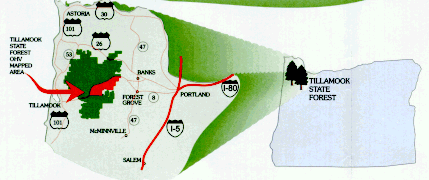 ASTORIA
30
101
26
TILLAMOOK
STATE
FOREST
OHV
MAPPED
AREA
53
47
BANKS
TILLAMOOK
FOREST
GROVE
8
PORTLAND
I-80
101
47
McMINNVILLE
I-5
SALEM
TILLAMOOK
STATE
FOREST